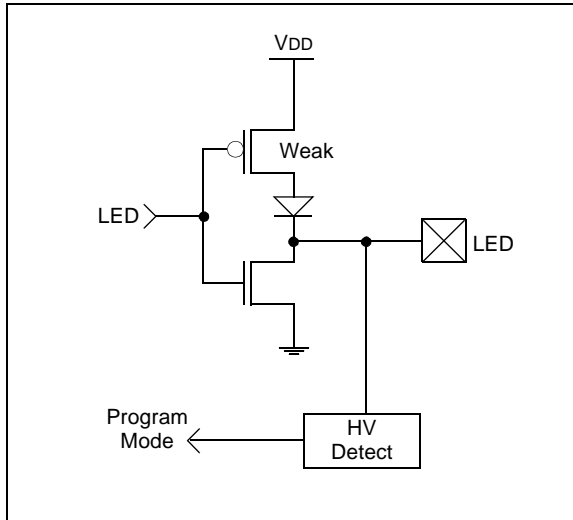 VDD
Weak
LED
LED
Program
Mode
HV
Detect